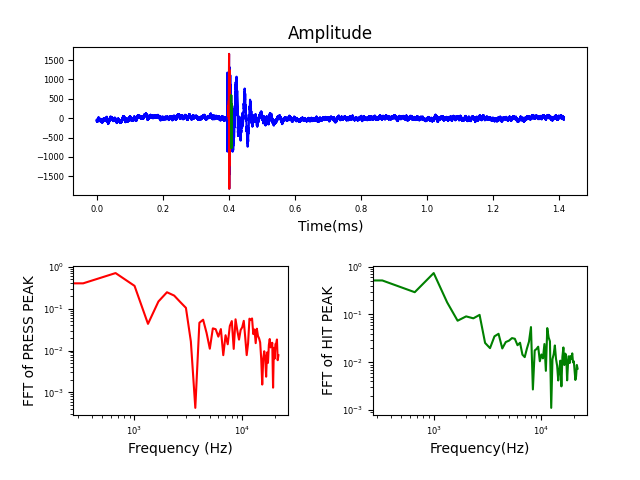 Amplitude
1500
1000
500
0
−500
−1000
−1500
0.0 0.2 0.4 0.6 0.8 1.0 1.2 1.4
Time(ms)
FFT of PRESS PEAK
10⁰
10⁻¹
10⁻²
10⁻³
10³ 10⁴
Frequency (Hz)
FFT of HIT PEAK
10⁰
10⁻¹
10⁻²
10⁻³
10³ 10⁴
Frequency(Hz)